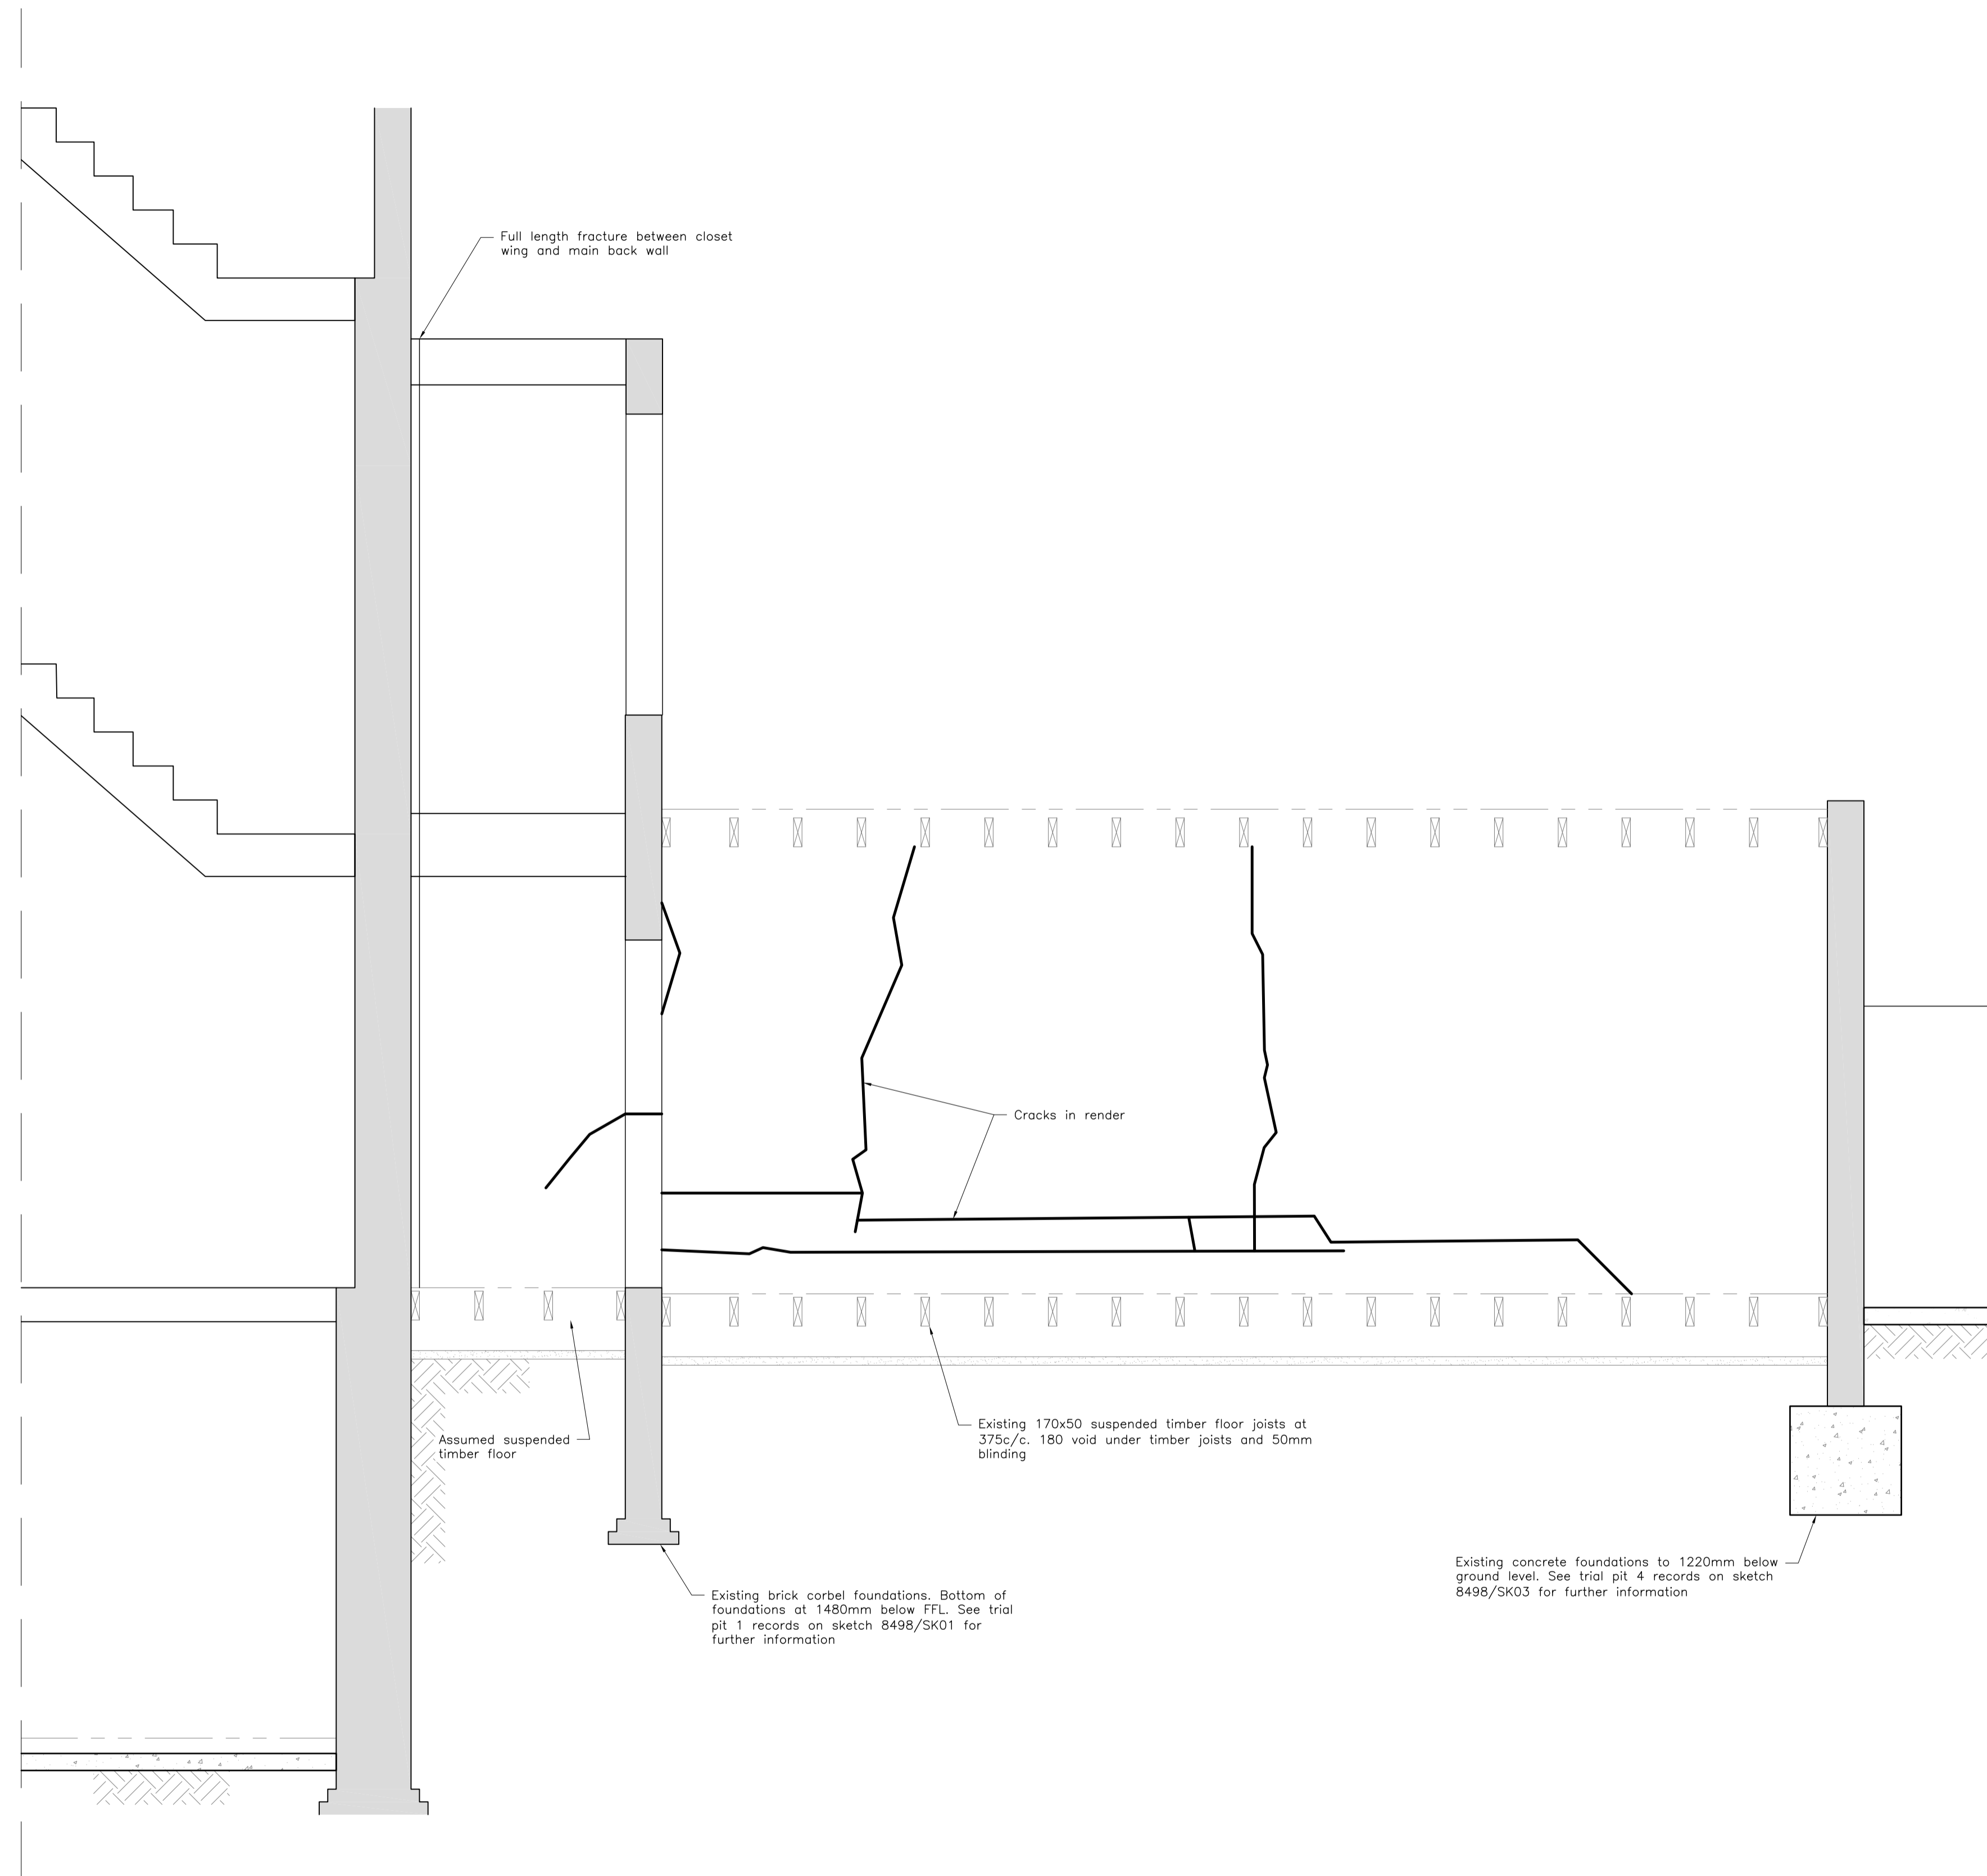 Full length fracture between closet
wing and main back wall
Cracks in render
Assumed suspended
timber floor
Existing 170x50 suspended timber floor joists at
375c/c. 180 void under timber joists and 50mm
blinding
Existing brick corbel foundations. Bottom of
foundations at 1480mm below FFL. See trial
pit 1 records on sketch 8498/SK01 for
further information
Existing concrete foundations to 1220mm below
ground level. See trial pit 4 records on sketch
8498/SK03 for further information